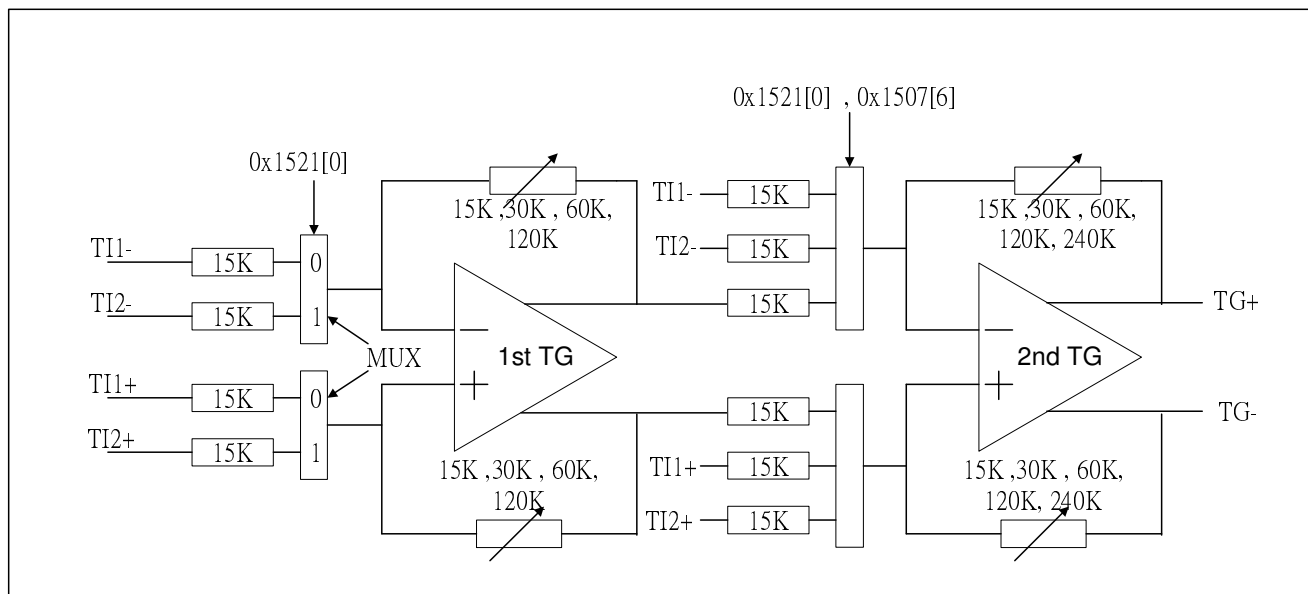 0x1521[0] , 0x1507[6]
0x1521[0]
15K ,30K , 60K,
120K
TI1-
15K
TI2-
15K
15K
15K ,30K , 60K,
120K, 240K
TI1-
15K
0
TI2-
15K
1
MUX
TI1+
15K
0
TI2+
15K
1
1st TG
15K ,30K , 60K,
120K
15K
TI1+
15K
TI2+
15K
2nd TG
TG+
TG-
15K ,30K , 60K,
120K, 240K